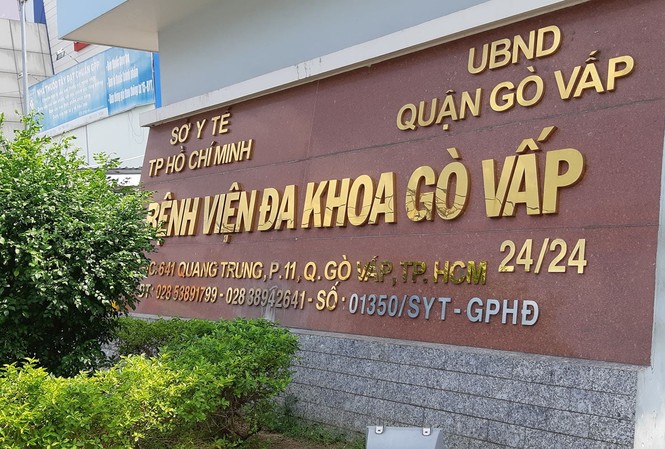 SỞ Y TẾ
TP HỒ CHÍ MINH
UBND
QUẬN GÒ VẤP
BỆNH VIỆN ĐA KHOA GÒ VẤP
24/24
ĐC: 641 QUANG TRUNG, P.11, Q. GÒ VẤP, TP. HCM
ĐT: 028 58891799 - 028 38942641 - SỐ: 01350/SYT - GPHĐ